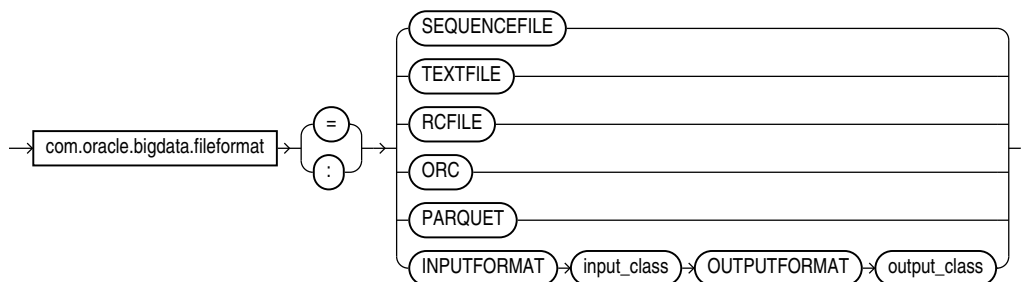 SEQUENCEFILE
TEXTFILE
RCFILE
com.oracle.bigdata.fileformat = :
ORC
PARQUET
INPUTFORMAT input_class OUTPUTFORMAT output_class